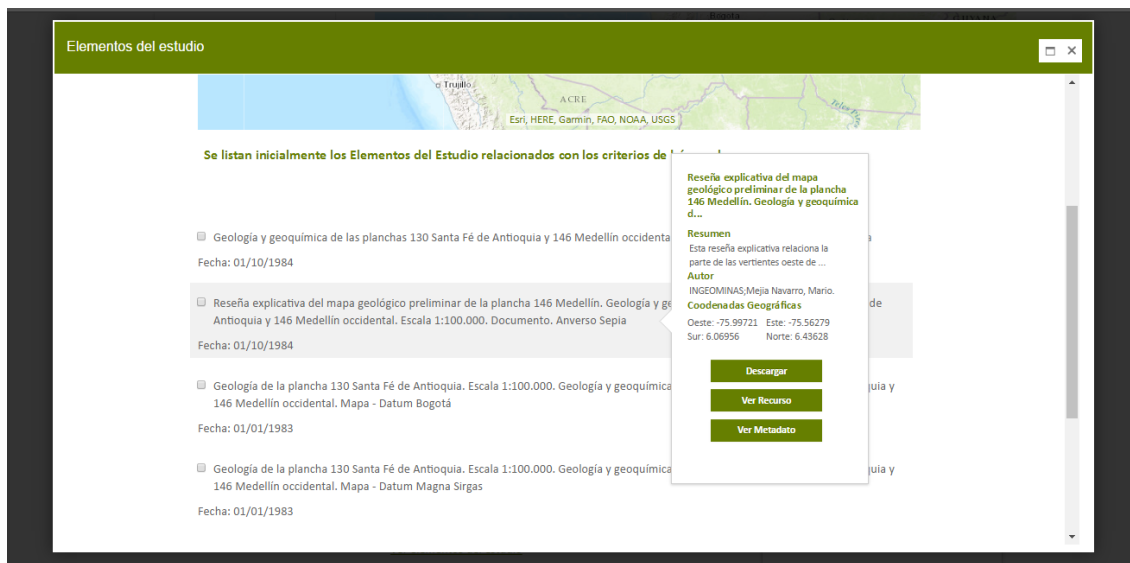 Elementos del estudio
Trujillo
ACRE
Esri, HERE, Garmin, FAO, NOAA, USGS
Se listan inicialmente los Elementos del Estudio relacionados con los criterios de
Geología y geoquímica de las planchas 130 Santa Fé de Antioquia y 146 Medellín occidenta
Fecha: 01/10/1984
Reseña explicativa del mapa geológico preliminar de la plancha 146 Medellín. Geología y ge
de
Antioquia y 146 Medellín occidental. Escala 1:100.000. Documento. Anverso Sepia
Fecha: 01/10/1984
Geología de la plancha 130 Santa Fé de Antioquia. Escala 1:100.000. Geología y geoquímica
quia y
146 Medellín occidental. Mapa - Datum Bogotá
Fecha: 01/01/1983
Geología de la plancha 130 Santa Fé de Antioquia. Escala 1:100.000. Geología y geoquímica
quia y
146 Medellín occidental. Mapa - Datum Magna Sirgas
Fecha: 01/01/1983
Reseña explicativa del mapa
geológico preliminar de la plancha
146 Medellín. Geología y geoquímica
d...
Resumen
Esta reseña explicativa relaciona la
parte de las vertientes oeste de ...
Autor
INGEOMINAS;Mejia Navarro, Mario.
Coodenadas Geográficas
Oeste: -75.99721 Este: -75.56279
Sur: 6.06956 Norte: 6.43628
Descargar
Ver Recurso
Ver Metadato